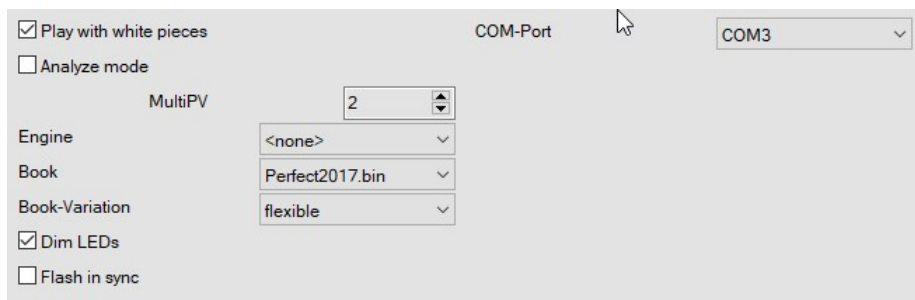 Play with white pieces COM-Port COM3
Analyze mode
MultiPV 2
Engine <none>
Book Perfect2017.bin
Book-Variation flexible
Dim LEDs
Flash in sync